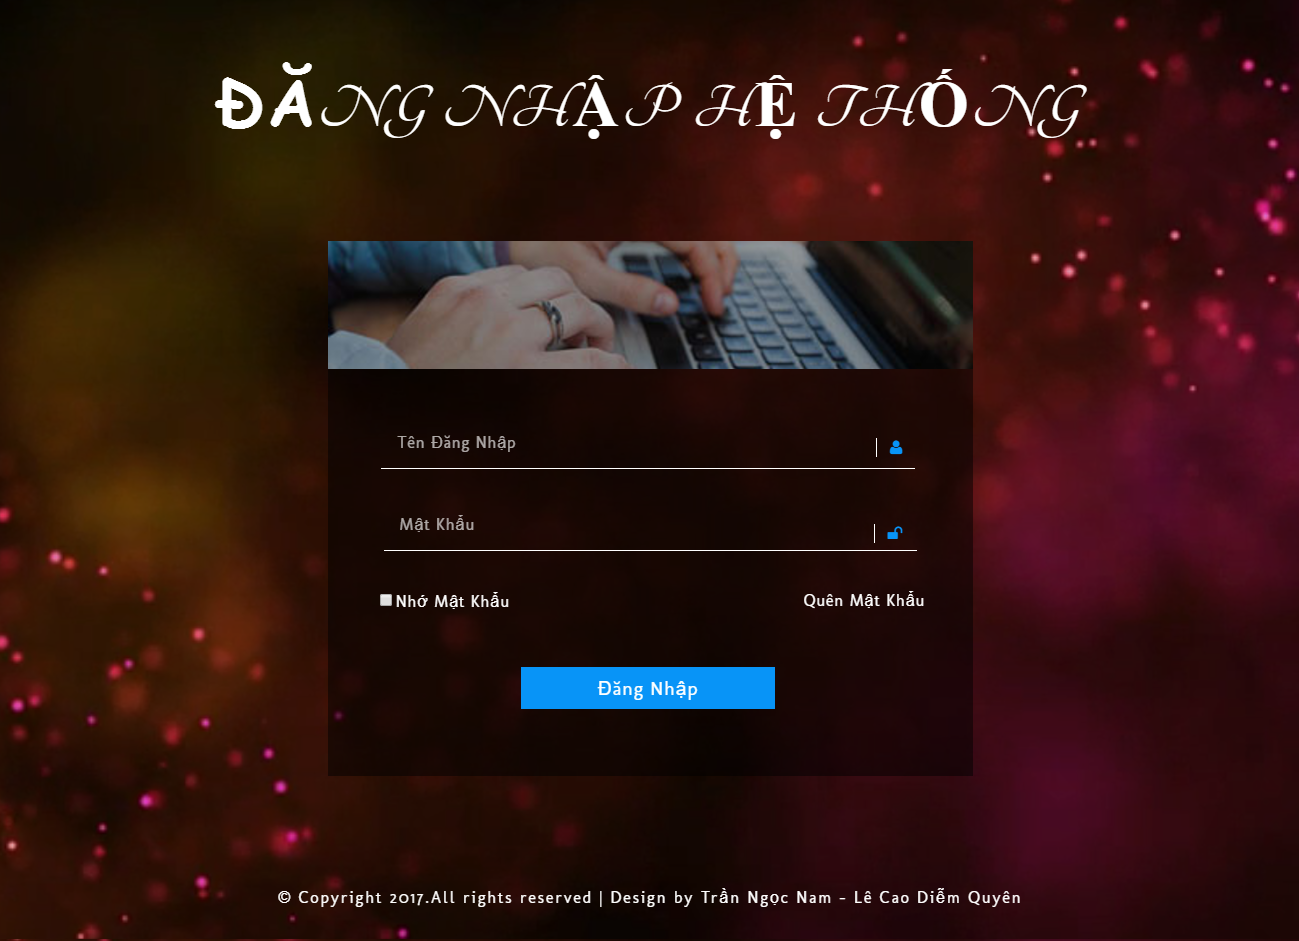 ĐĂNG NHẬP HỆ THỐNG
Tên Đăng Nhập
Mật Khẩu
Nhớ Mật Khẩu
Quên Mật Khẩu
Đăng Nhập
© Copyright 2017.All rights reserved | Design by Trần Ngọc Nam - Lê Cao Diễm Quyên